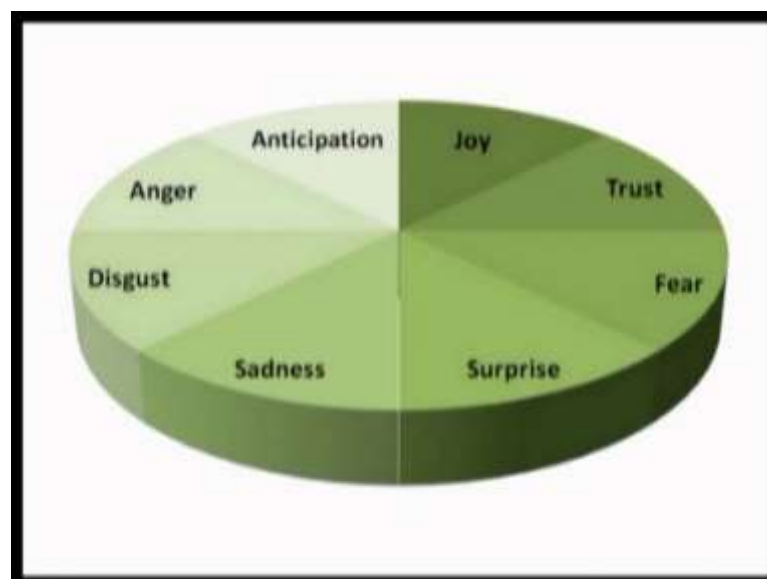 Anticipation
Joy
Anger
Trust
Disgust
Fear
Sadness
Surprise